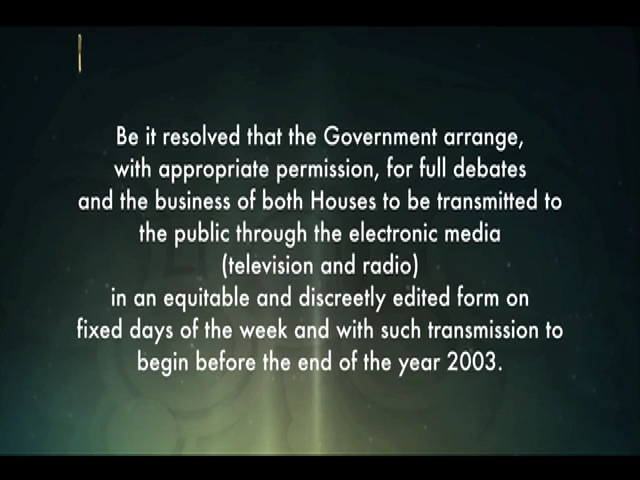 Be it resolved that the Government arrange,
with appropriate permission, for full debates
and the business of both Houses to be transmitted to
the public through the electronic media
(television and radio)
in an equitable and discreetly edited form on
fixed days of the week and with such transmission to
begin before the end of the year 2003.